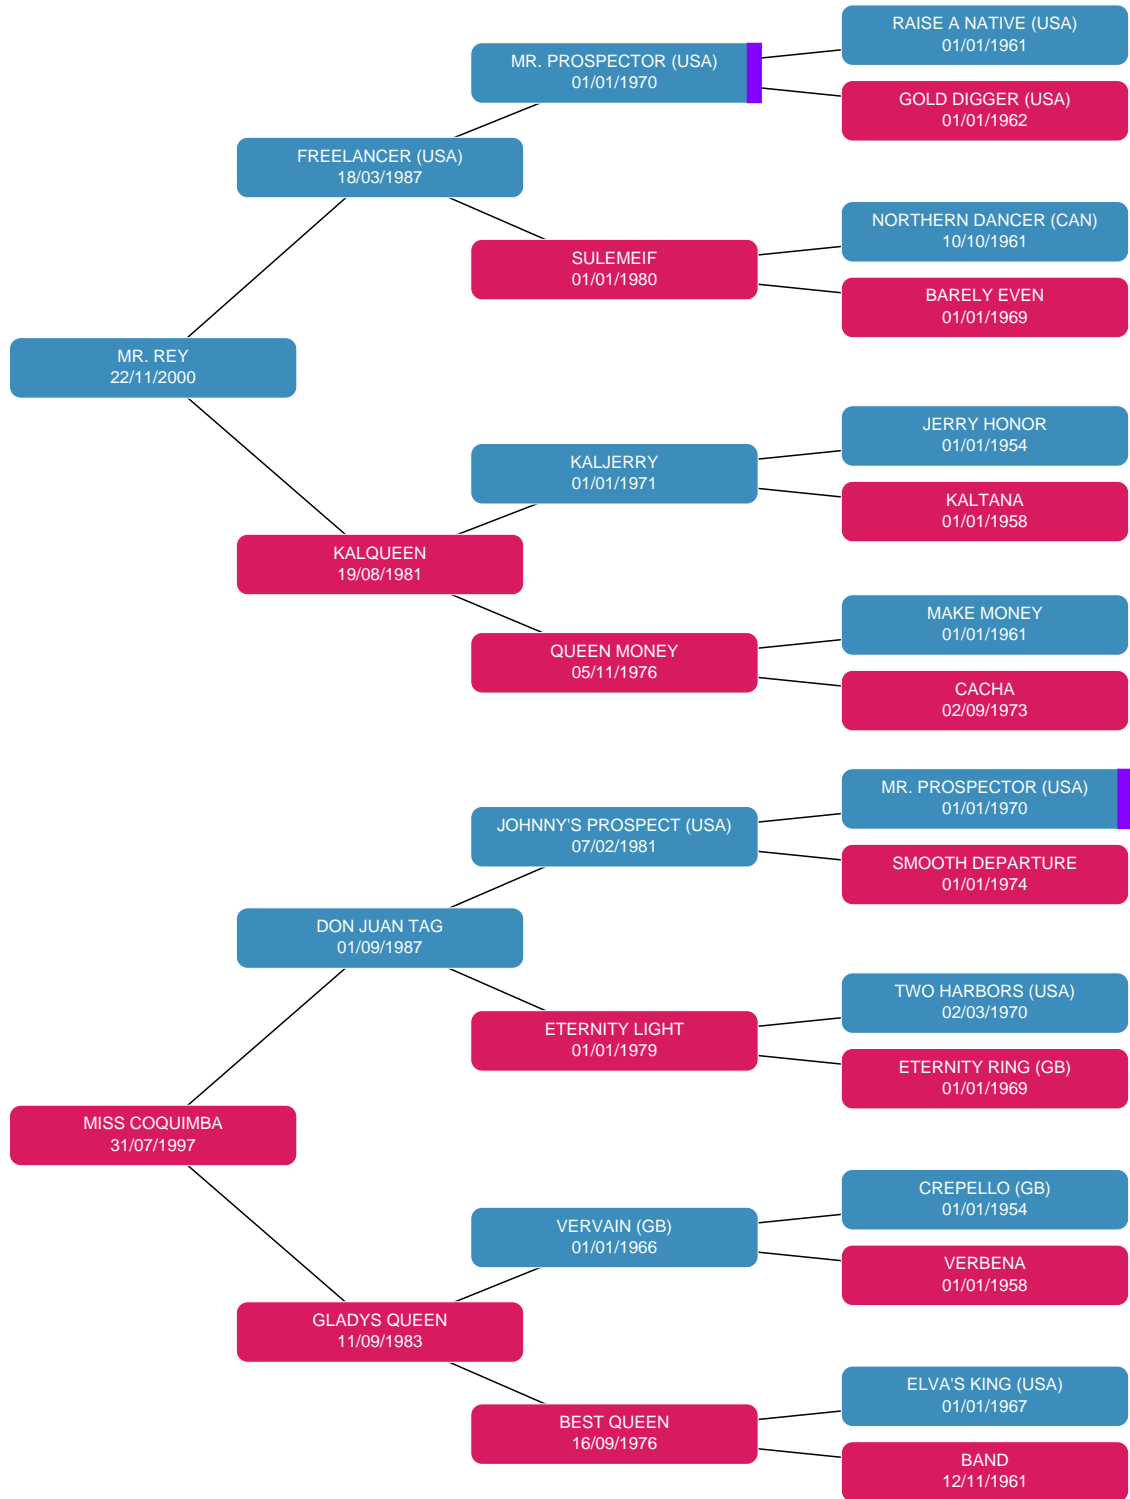 RAISE A NATIVE (USA)
01/01/1961
MR. PROSPECTOR (USA)
01/01/1970
GOLD DIGGER (USA)
01/01/1962
FREELANCER (USA)
18/03/1987
NORTHERN DANCER (CAN)
10/10/1961
SULEMEIF
01/01/1980
BARELY EVEN
01/01/1969
MR. REY
22/11/2000
JERRY HONOR
01/01/1954
KALJERRY
01/01/1971
KALTANA
01/01/1958
KALQUEEN
19/08/1981
MAKE MONEY
01/01/1961
QUEEN MONEY
05/11/1976
CACHA
02/09/1973
MR. PROSPECTOR (USA)
01/01/1970
JOHNNY'S PROSPECT (USA)
07/02/1981
SMOOTH DEPARTURE
01/01/1974
DON JUAN TAG
01/09/1987
TWO HARBORS (USA)
02/03/1970
ETERNITY LIGHT
01/01/1979
ETERNITY RING (GB)
01/01/1969
MISS COQUIMBA
31/07/1997
CREPELLO (GB)
01/01/1954
VERVAIN (GB)
01/01/1966
VERBENA
01/01/1958
GLADYS QUEEN
11/09/1983
ELVA'S KING (USA)
01/01/1967
BEST QUEEN
16/09/1976
BAND
12/11/1961